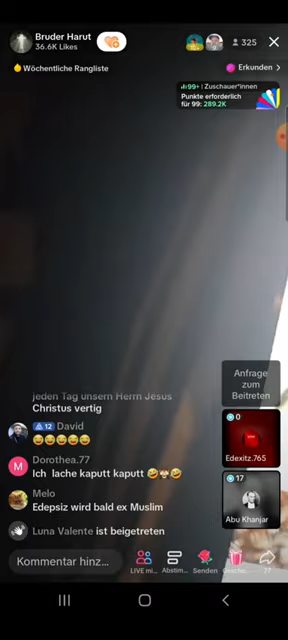 Bruder Harut
36.6K Likes
325
Wöchentliche Rangliste
Erkunden >
99+ | Zuschauer*innen
Punkte erforderlich
für 99: 289.2K
Anfrage
zum
Beitreten
jeden Tag unsern Herrn Jesus
Christus vertig
12 David
0
Edexitz.765
M
Dorothea.77
Ich lache kaputt kaputt
Melo
Edepsiz wird bald ex Muslim
17
Abu Khanjar
Luna Valente ist beigetreten
Kommentar hinz...
LIVE mi...
Abstim...
Senden